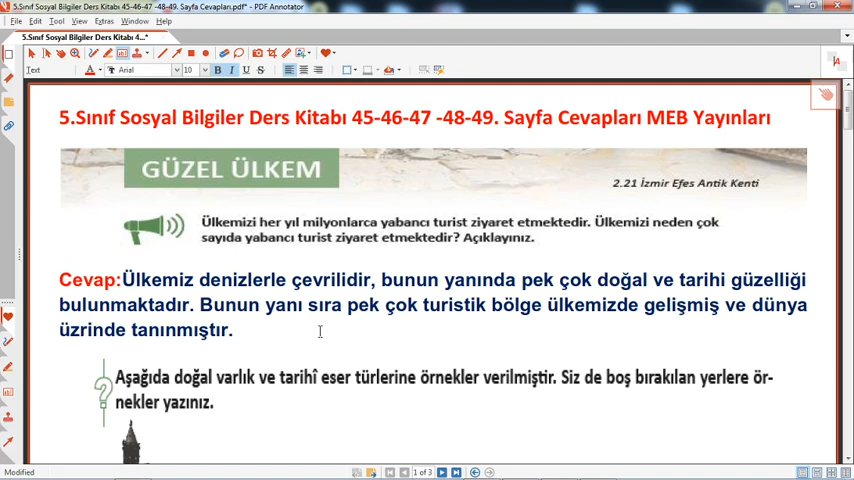 5.Sınıf Sosyal Bilgiler Ders Kitabı 45-46-47 -48-49. Sayfa Cevapları.pdf* - PDF Annotator
File Edit Tool View Extras Window Help
5.Sınıf Sosyal Bilgiler Ders Kitabı 4...*
Text A Arial 10 B I U S
5.Sınıf Sosyal Bilgiler Ders Kitabı 45-46-47 -48-49. Sayfa Cevapları MEB Yayınları
GÜZEL ÜLKEM
2.21 İzmir Efes Antik Kenti
Ülkemizi her yıl milyonlarca yabancı turist ziyaret etmektedir. Ülkemizi neden çok
sayıda yabancı turist ziyaret etmektedir? Açıklayınız.
Cevap:Ülkemiz denizlerle çevrilidir, bunun yanında pek çok doğal ve tarihi güzelliği
bulunmaktadır. Bunun yanı sıra pek çok turistik bölge ülkemizde gelişmiş ve dünya
üzrinde tanınmıştır.
? Aşağıda doğal varlık ve tarihî eser türlerine örnekler verilmiştir. Siz de boş bırakılan yerlere ör-
nekler yazınız.
Modified 1 of 3